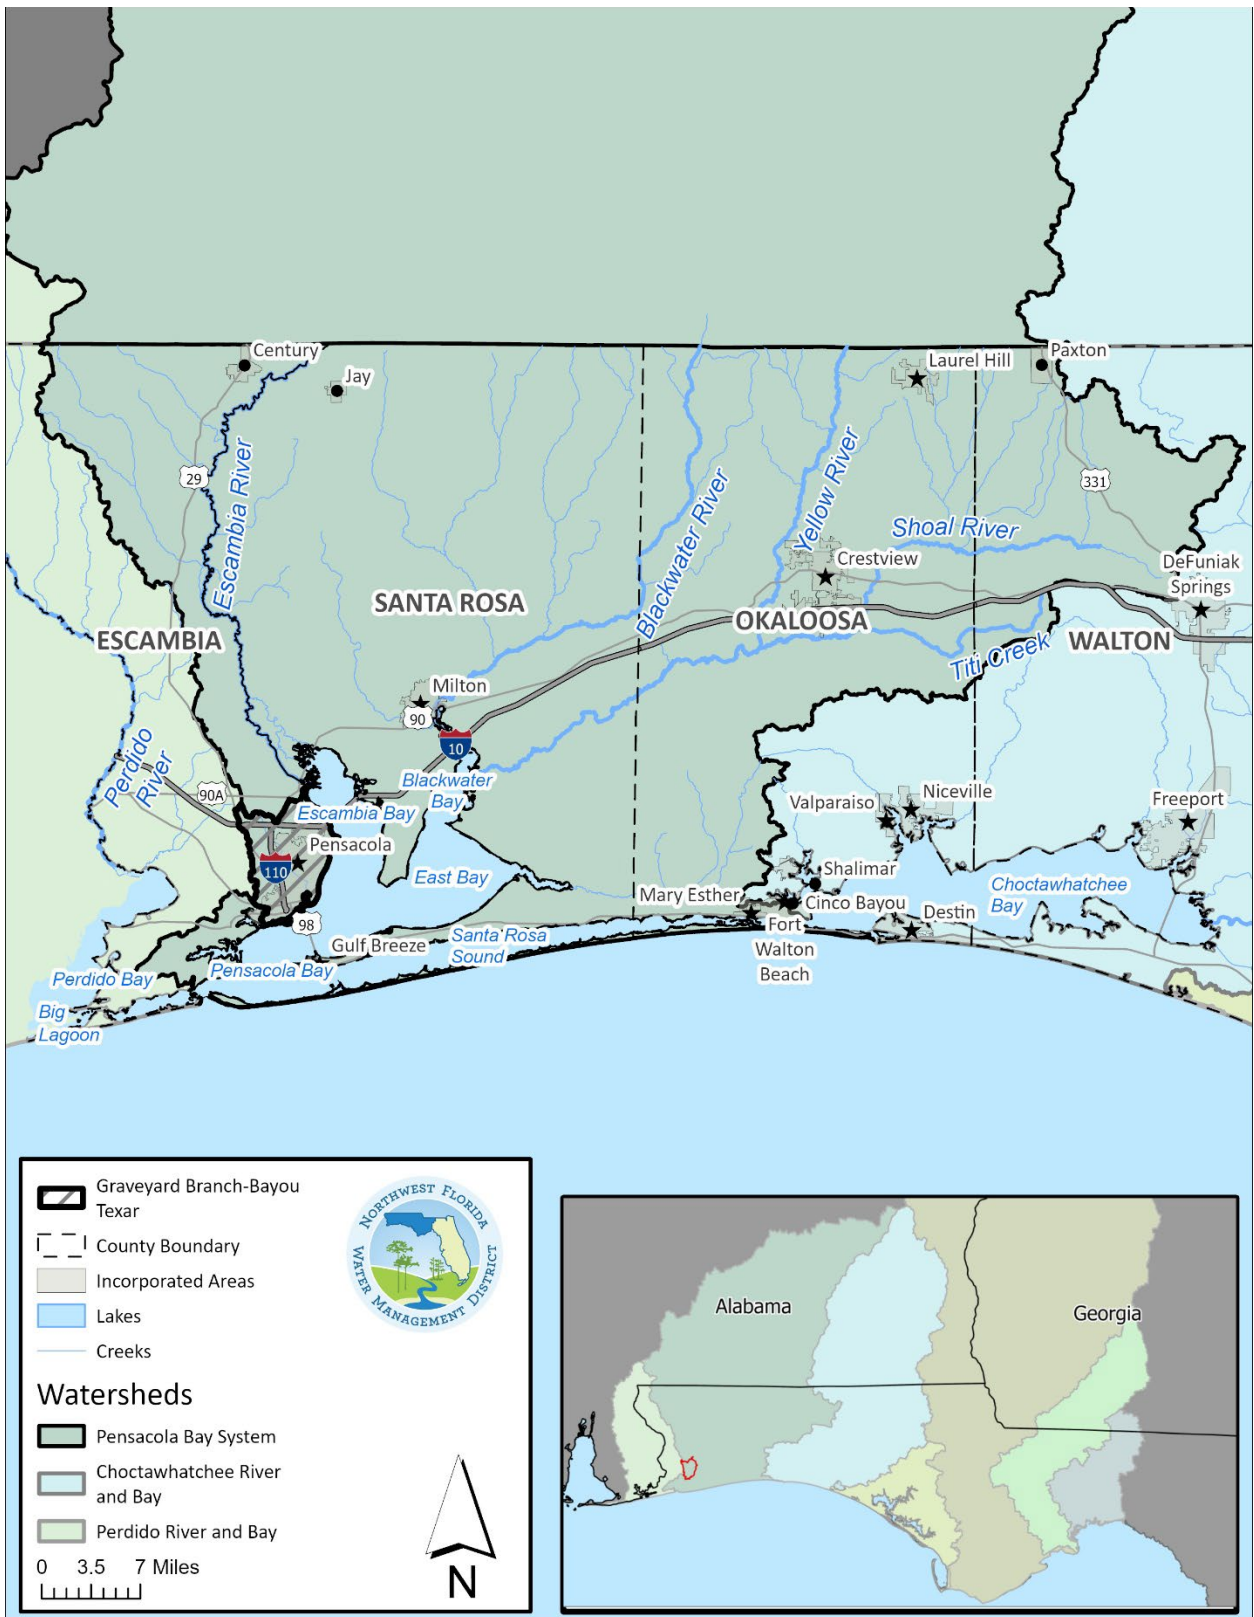 Century
Jay
Laurel Hill
Paxton
29
Escambia River
Blackwater River
Yellow River
331
Shoal River
Crestview
DeFuniak
Springs
SANTA ROSA
OKALOOSA
ESCAMBIA
WALTON
Titi Creek
Milton
90
10
Perdido
River
90A
Blackwater
Bay
Escambia Bay
Valparaiso
Niceville
Freeport
Pensacola
110
East Bay
Shalimar
Mary Esther
Cinco Bayou
Choctawhatchee
Bay
98
Gulf Breeze
Santa Rosa
Sound
Fort
Walton
Beach
Destin
Perdido Bay
Pensacola Bay
Big
Lagoon
Graveyard Branch-Bayou
Texar
County Boundary
Incorporated Areas
Lakes
Creeks
NORTHWEST FLORIDA
WATER MANAGEMENT DISTRICT
Watersheds
Pensacola Bay System
Choctawhatchee River
and Bay
Perdido River and Bay
0 3.5 7 Miles
N
Alabama
Georgia